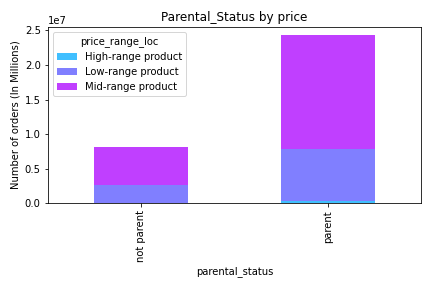 Parental_Status by price
1e7
Number of orders (In Millions)
2.5
2.0
1.5
1.0
0.5
0.0
price_range_loc
High-range product
Low-range product
Mid-range product
not parent
parent
parental_status